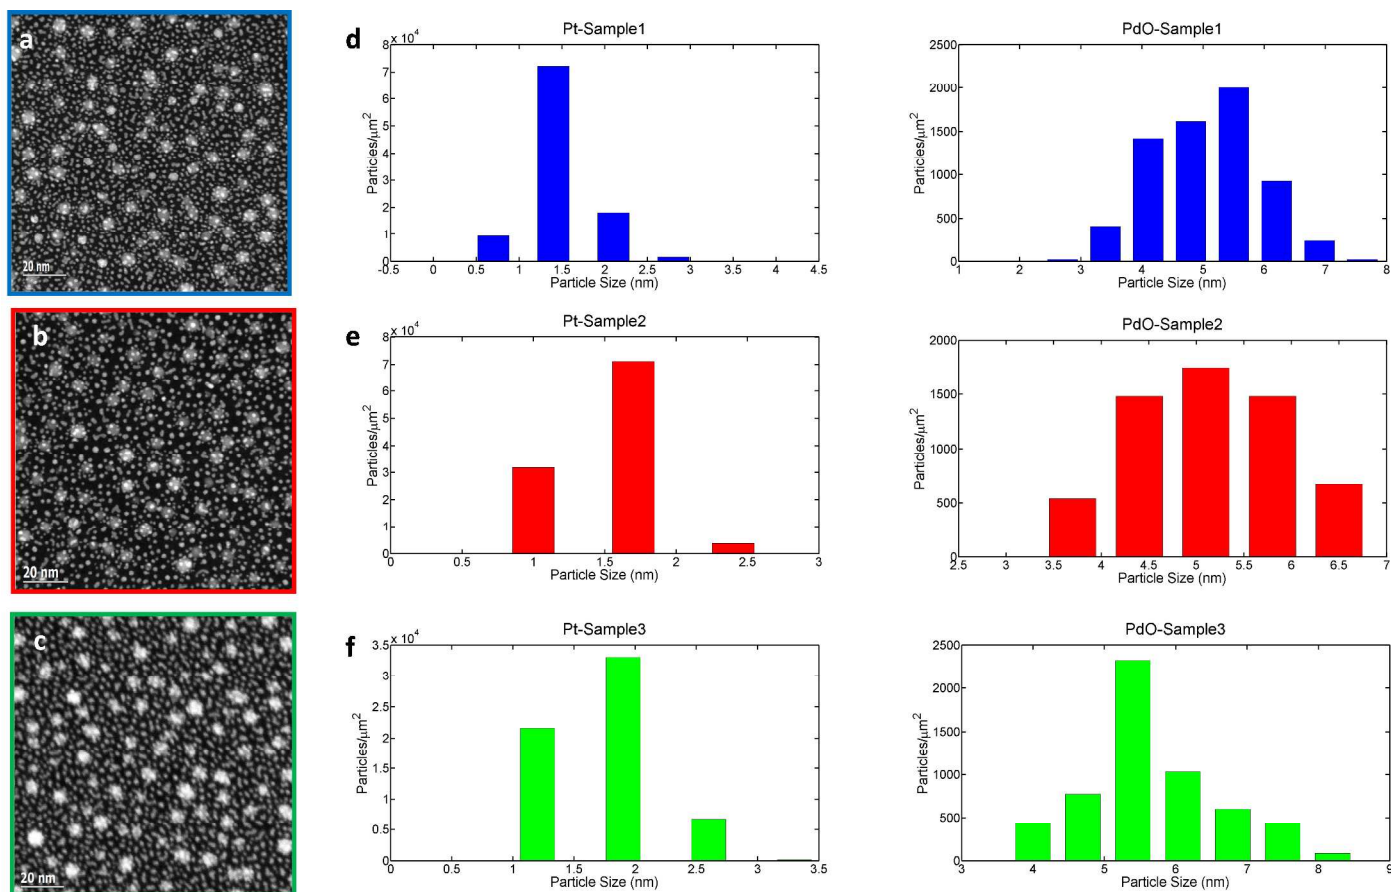 a
20 nm
b
20 nm
c
20 nm
d
Pt-Sample1
x 10^4
8
7
6
5
4
3
2
1
0
Particles/μm^2
-0.5 0 0.5 1 1.5 2 2.5 3 3.5 4 4.5
Particle Size (nm)
PdO-Sample1
2500
2000
1500
1000
500
0
Particles/μm^2
1 2 3 4 5 6 7 8
Particle Size (nm)
e
Pt-Sample2
x 10^4
8
7
6
5
4
3
2
1
0
Particles/μm^2
0 0.5 1 1.5 2 2.5 3
Particle Size (nm)
PdO-Sample2
2000
1500
1000
500
0
Particles/μm^2
2.5 3 3.5 4 4.5 5 5.5 6 6.5 7
Particle Size (nm)
f
Pt-Sample3
x 10^4
3.5
3
2.5
2
1.5
1
0.5
0
Particles/μm^2
0 0.5 1 1.5 2 2.5 3 3.5
Particle Size (nm)
PdO-Sample3
2500
2000
1500
1000
500
0
Particles/μm^2
3 4 5 6 7 8 9
Particle Size (nm)